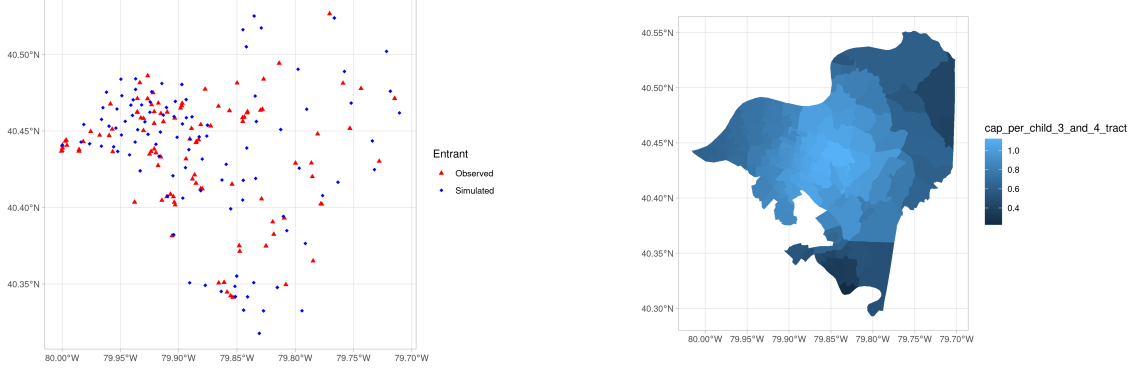 40.50°N
40.45°N
40.40°N
40.35°N
80.00°W 79.95°W 79.90°W 79.85°W 79.80°W 79.75°W 79.70°W
Entrant
Observed
Simulated
40.55°N
40.50°N
40.45°N
40.40°N
40.35°N
40.30°N
80.00°W 79.95°W 79.90°W 79.85°W 79.80°W 79.75°W 79.70°W
cap_per_child_3_and_4_tract
1.0
0.8
0.6
0.4